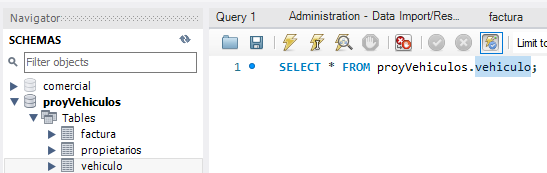 Navigator
SCHEMAS
Filter objects
comercial
proyVehiculos
Tables
factura
propietarios
vehiculo
Query 1
Administration - Data Import/Res...
factura
Limit to
1
SELECT * FROM proyVehiculos.vehiculo;